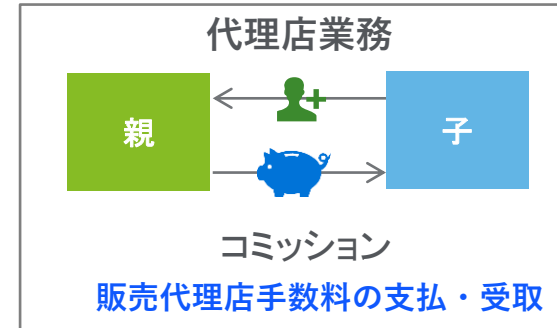 代理店業務
親
子
コミッション
販売代理店手数料の支払・受取